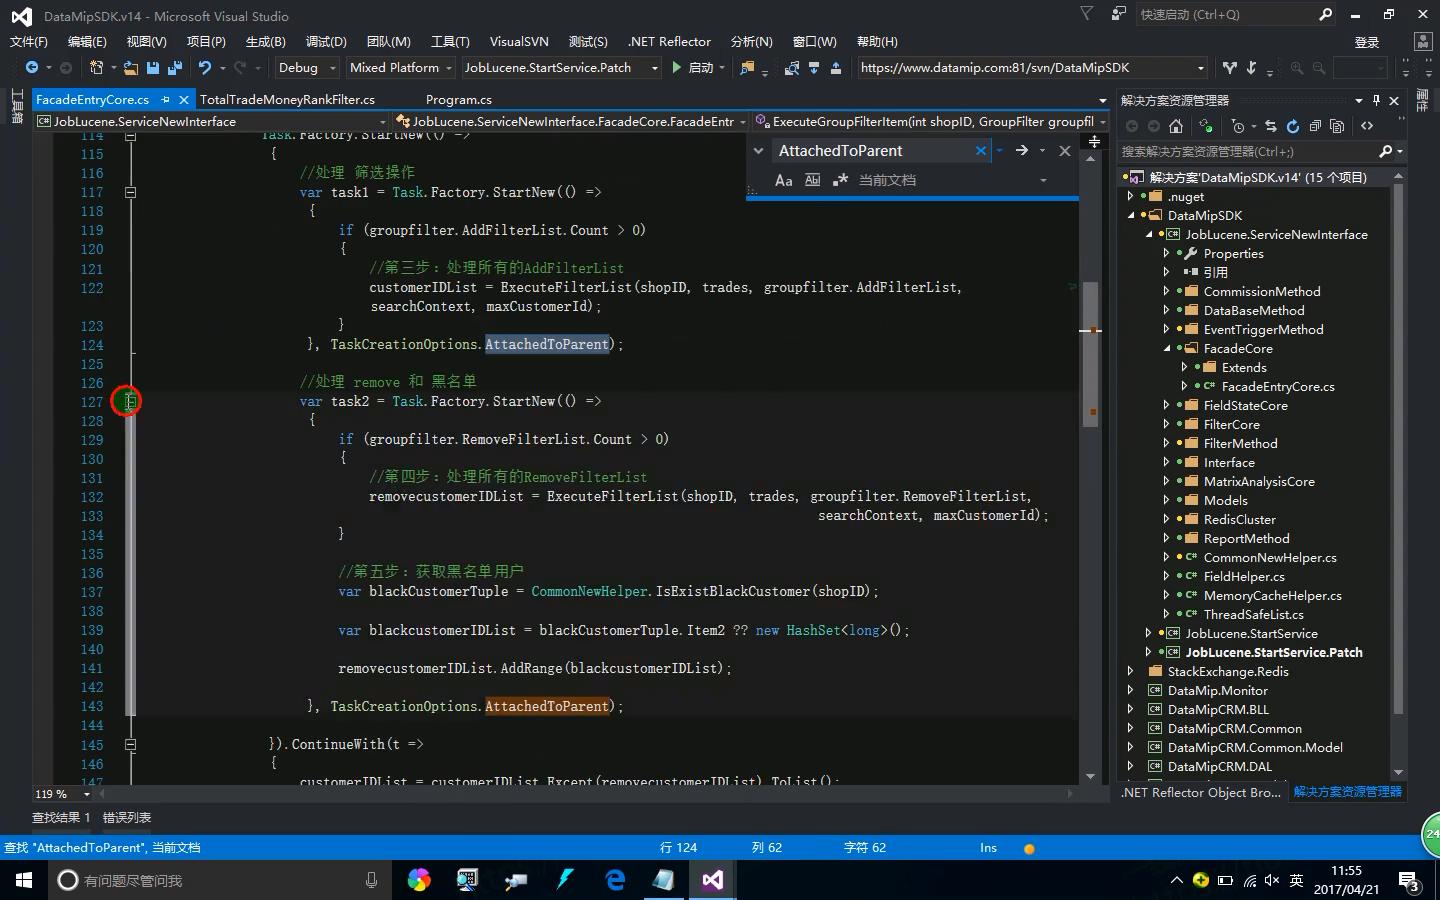 DataMipSDK.v14 - Microsoft Visual Studio
快速启动 (Ctrl+Q)
文件(F) 编辑(E) 视图(V) 项目(P) 生成(B) 调试(D) 团队(M) 工具(T) VisualSVN 测试(S) .NET Reflector 分析(N) 窗口(W) 帮助(H)
登录
Debug Mixed Platform JobLucene.StartService.Patch 启动 https://www.datamip.com:81/svn/DataMipSDK
工具箱
FacadeEntryCore.cs TotalTradeMoneyRankFilter.cs Program.cs
JobLucene.ServiceNewInterface JobLucene.ServiceNewInterface.FacadeCore.FacadeEntr ExecuteGroupFilterItem(int shopID, GroupFilter groupfil
AttachedToParent
Aa Ab 当前文档
114 Task.Factory.StartNew(() =>
115 {
116 //处理 筛选操作
117 var task1 = Task.Factory.StartNew(() =>
118 {
119 if (groupfilter.AddFilterList.Count > 0)
120 {
121 //第三步：处理所有的AddFilterList
122 customerIDList = ExecuteFilterList(shopID, trades, groupfilter.AddFilterList,
searchContext, maxCustomerId);
123 }
124 }, TaskCreationOptions.AttachedToParent);
125
126 //处理 remove 和 黑名单
127 var task2 = Task.Factory.StartNew(() =>
128 {
129 if (groupfilter.RemoveFilterList.Count > 0)
130 {
131 //第四步：处理所有的RemoveFilterList
132 removecustomerIDList = ExecuteFilterList(shopID, trades, groupfilter.RemoveFilterList,
133 searchContext, maxCustomerId);
134 }
135
136 //第五步：获取黑名单用户
137 var blackCustomerTuple = CommonNewHelper.IsExistBlackCustomer(shopID);
138
139 var blackcustomerIDList = blackCustomerTuple.Item2 ?? new HashSet<long>();
140
141 removecustomerIDList.AddRange(blackcustomerIDList);
142
143 }, TaskCreationOptions.AttachedToParent);
144
145 }).ContinueWith(t =>
146 {
147 customerIDList = customerIDList.Except(removecustomerIDList).ToList();
119 %
查找结果 1 错误列表
解决方案资源管理器
搜索解决方案资源管理器(Ctrl+;)
解决方案'DataMipSDK.v14' (15 个项目)
.nuget
DataMipSDK
JobLucene.ServiceNewInterface
Properties
引用
CommissionMethod
DataBaseMethod
EventTriggerMethod
FacadeCore
Extends
FacadeEntryCore.cs
FieldStateCore
FilterCore
FilterMethod
Interface
MatrixAnalysisCore
Models
RedisCluster
ReportMethod
CommonNewHelper.cs
FieldHelper.cs
MemoryCacheHelper.cs
ThreadSafeList.cs
JobLucene.StartService
JobLucene.StartService.Patch
StackExchange.Redis
DataMip.Monitor
DataMipCRM.BLL
DataMipCRM.Common
DataMipCRM.Common.Model
DataMipCRM.DAL
.NET Reflector Object Bro... 解决方案资源管理器
属性
24
查找 "AttachedToParent", 当前文档 行 124 列 62 字符 62 Ins
有问题尽管问我
英
11:55
2017/04/21
3